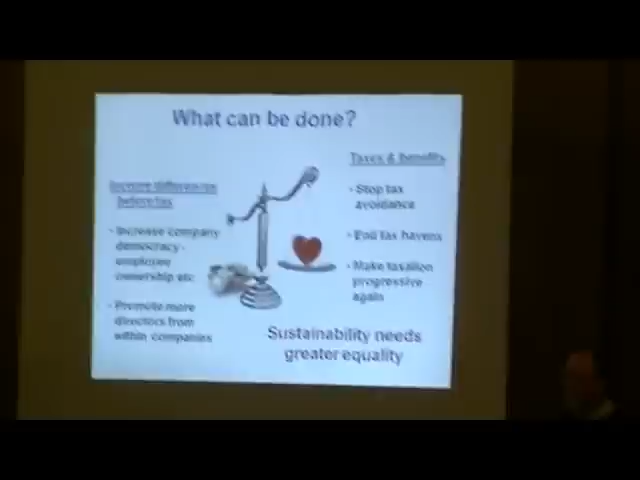 What can be done?
Income differences
before tax
- Increase company
democracy -
employee
ownership etc
- Promote more
directors from
within companies
Taxes & benefits
- Stop tax
avoidance
- End tax havens
- Make taxation
progressive
again
Sustainability needs
greater equality